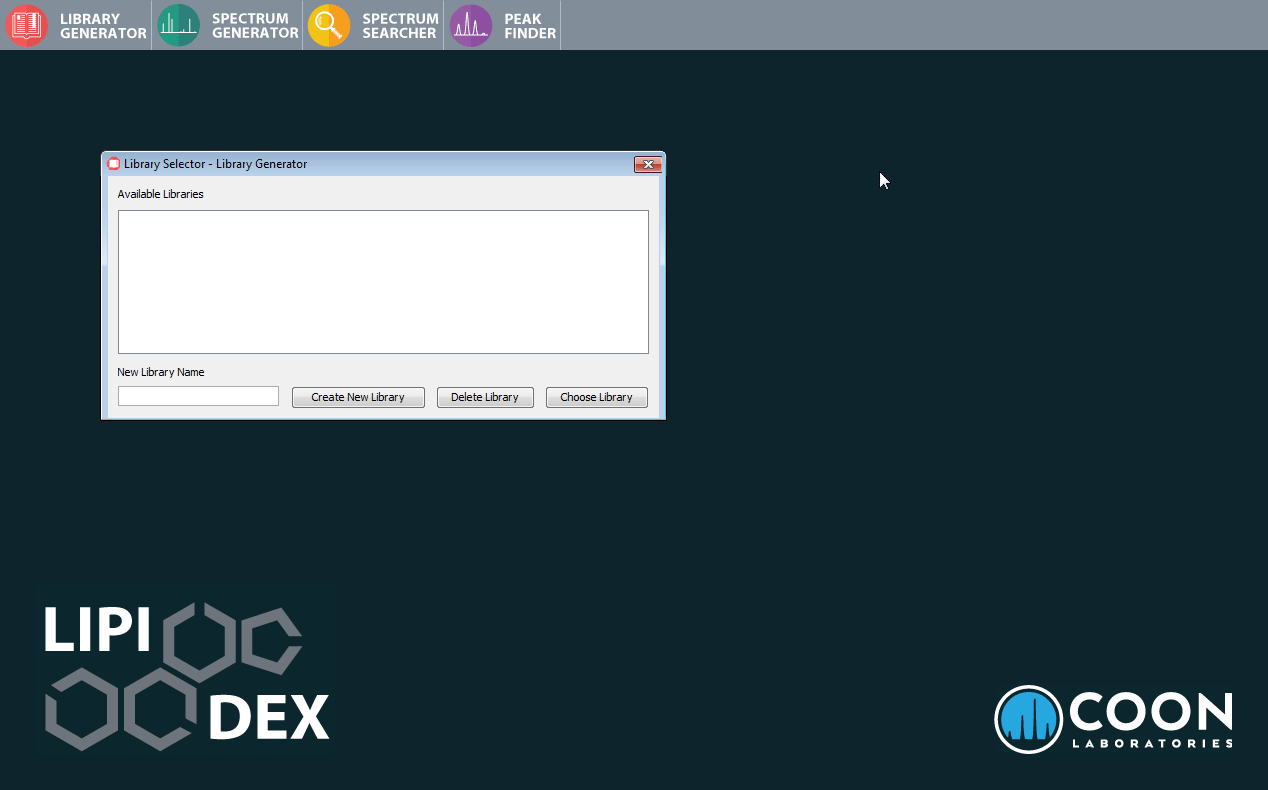 LIBRARY
GENERATOR
SPECTRUM
GENERATOR
SPECTRUM
SEARCHER
PEAK
FINDER
Library Selector - Library Generator
Available Libraries
New Library Name
Create New Library
Delete Library
Choose Library
LIPI
DEX
COON
LABORATORIES